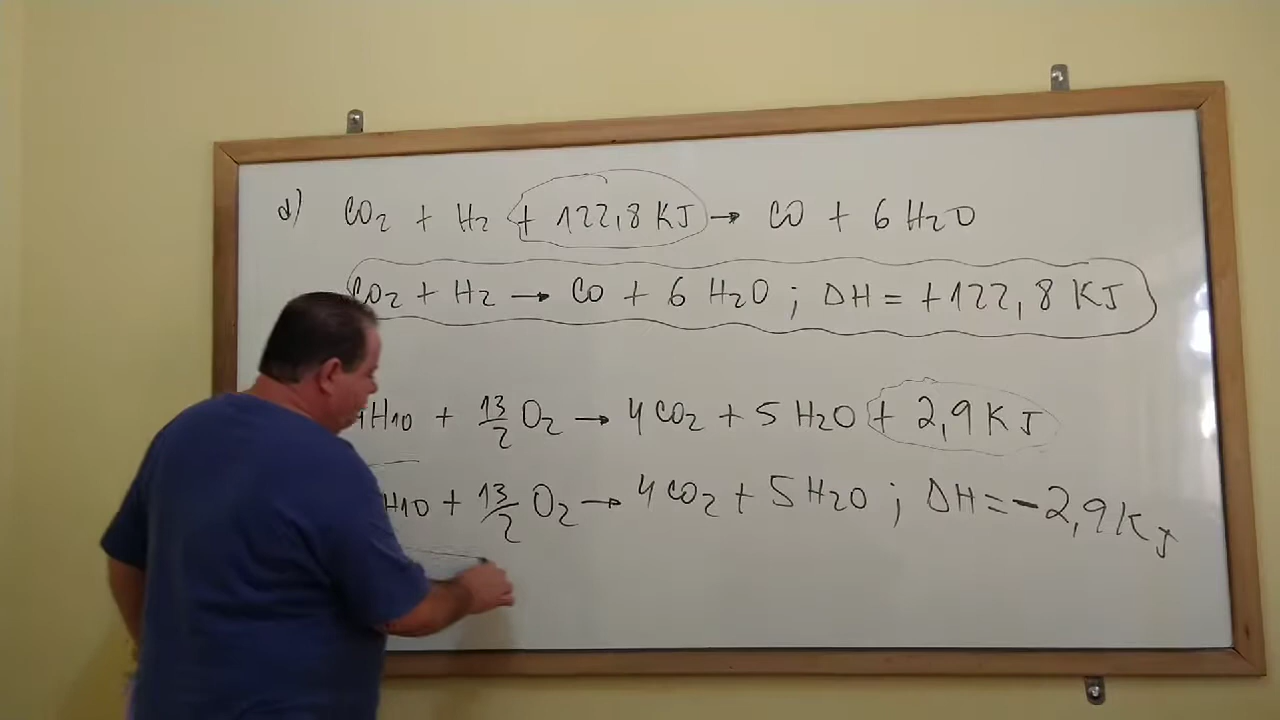 d) CO2 + H2 + 122,8 KJ → CO + 6 H2O
CO2 + H2 → CO + 6 H2O ; DH = +122,8 KJ
H10 + 13/2 O2 → 4 CO2 + 5 H2O + 2,9 KJ
H10 + 13/2 O2 → 4 CO2 + 5 H2O ; DH = -2,9 KJ